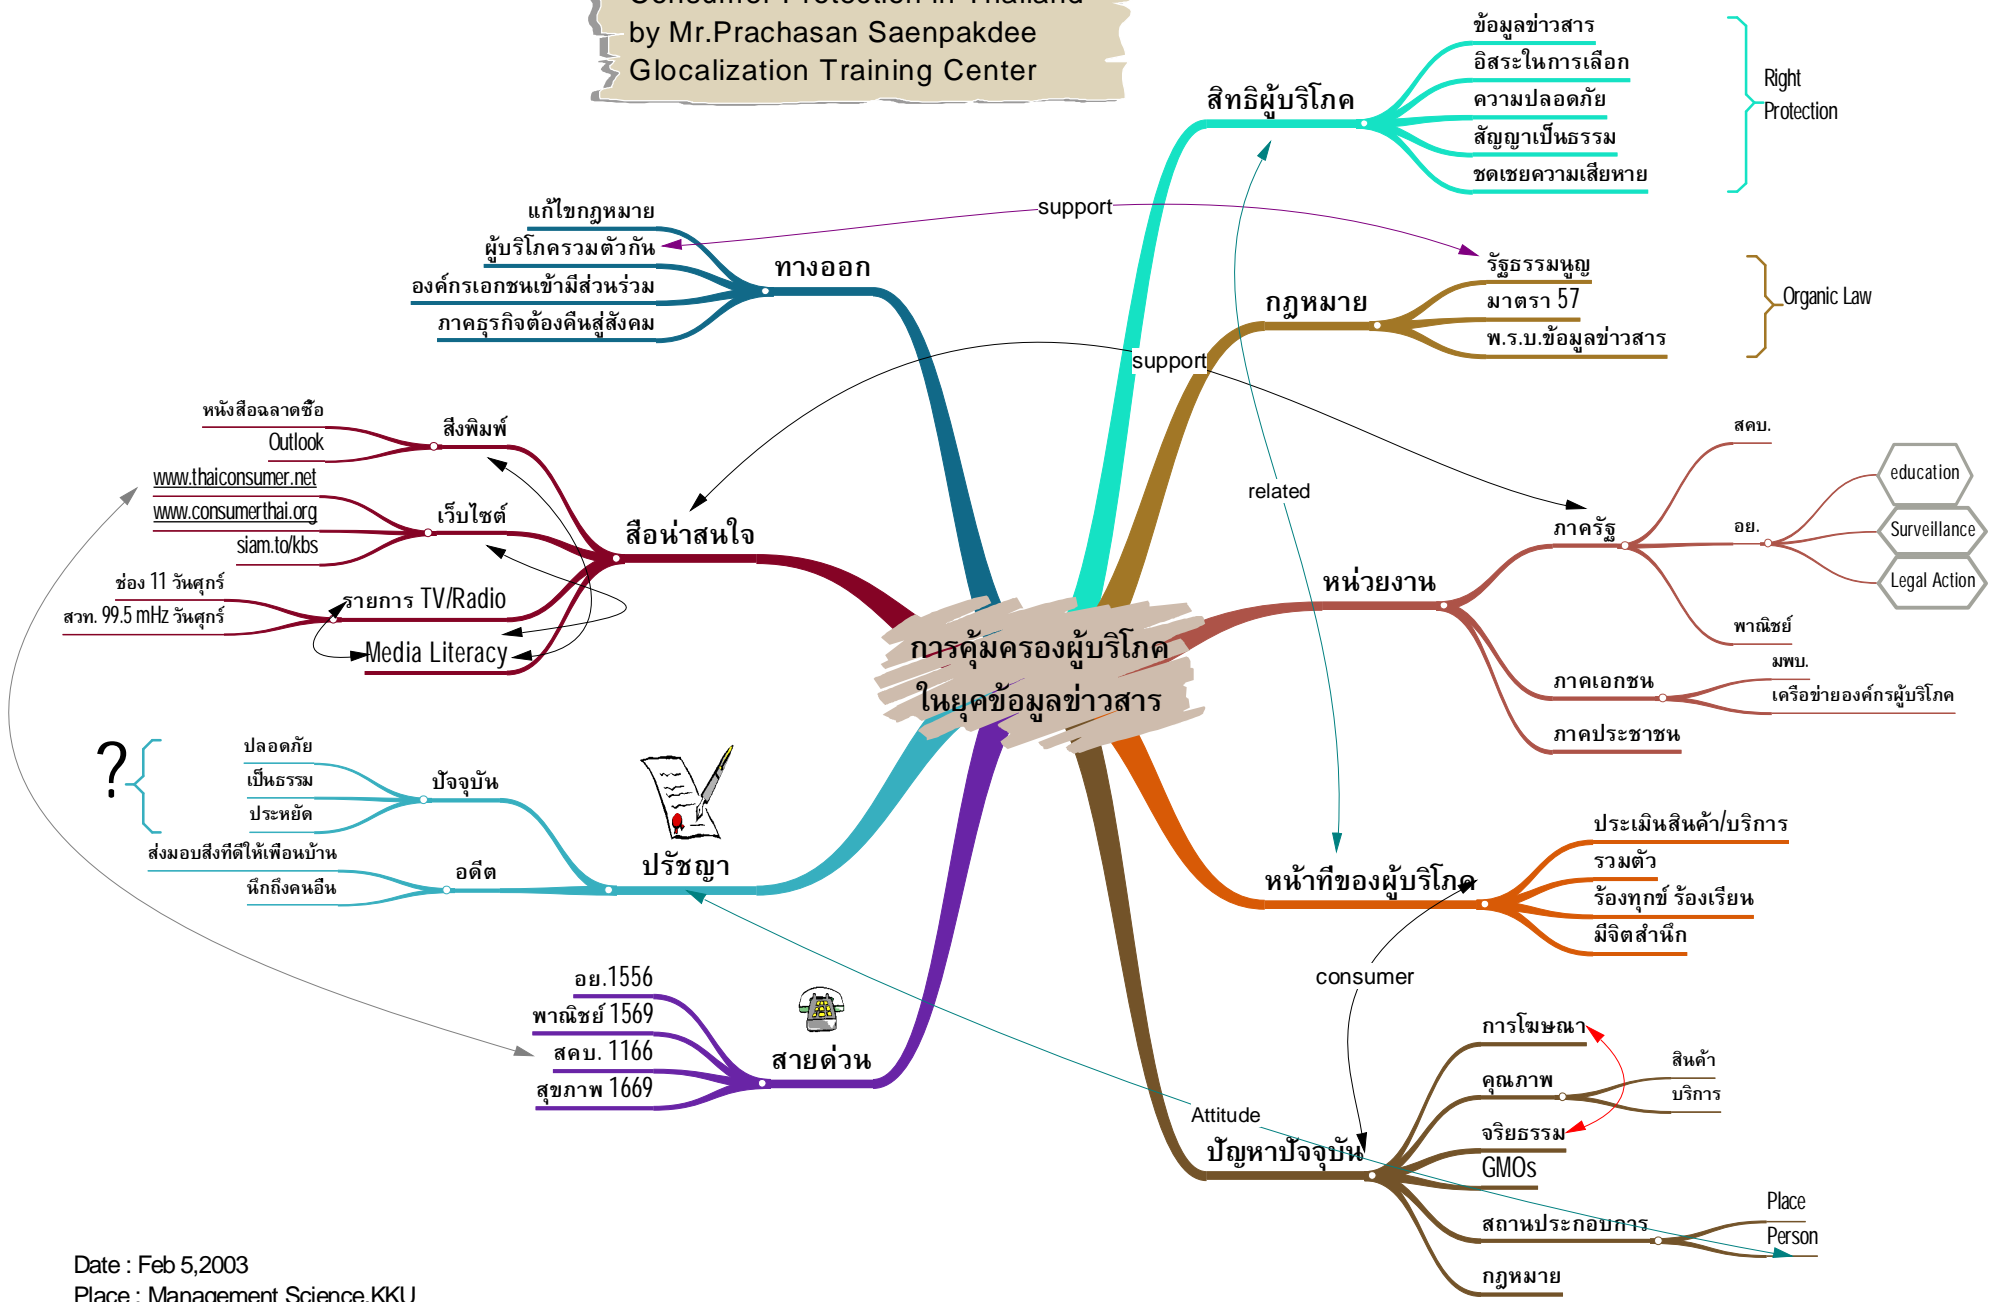 Consumer Protection in Thailand
by Mr.Prachasan Saenpakdee
Glocalization Training Center
การคุ้มครองผู้บริโภค
ในยุคข้อมูลข่าวสาร
สิทธิผู้บริโภค
ข้อมูลข่าวสาร
อิสระในการเลือก
ความปลอดภัย
สัญญาเป็นธรรม
ชดเชยความเสียหาย
Right
Protection
กฎหมาย
รัฐธรรมนูญ
มาตรา 57
พ.ร.บ.ข้อมูลข่าวสาร
Organic Law
หน่วยงาน
ภาครัฐ
สคบ.
อย.
education
Surveillance
Legal Action
พาณิชย์
ภาคเอกชน
มพบ.
เครือข่ายองค์กรผู้บริโภค
ภาคประชาชน
หน้าที่ของผู้บริโภค
ประเมินสินค้า/บริการ
รวมตัว
ร้องทุกข์ ร้องเรียน
มีจิตสำนึก
ปัญหาปัจจุบัน
การโฆษณา
คุณภาพ
สินค้า
บริการ
จริยธรรม
GMOs
สถานประกอบการ
Place
Person
กฎหมาย
ทางออก
แก้ไขกฎหมาย
ผู้บริโภครวมตัวกัน
องค์กรเอกชนเข้ามีส่วนร่วม
ภาคธุรกิจต้องคืนสู่สังคม
สื่อน่าสนใจ
สิ่งพิมพ์
หนังสือฉลาดซื้อ
Outlook
เว็บไซต์
www.thaiconsumer.net
www.consumerthai.org
siam.to/kbs
รายการ TV/Radio
ช่อง 11 วันศุกร์
สวท. 99.5 mHz วันศุกร์
Media Literacy
ปรัชญา
ปัจจุบัน
ปลอดภัย
เป็นธรรม
ประหยัด
?
อดีต
ส่งมอบสิ่งที่ดีให้เพื่อนบ้าน
นึกถึงคนอื่น
สายด่วน
อย.1556
พาณิชย์ 1569
สคบ. 1166
สุขภาพ 1669
support
support
related
consumer
Attitude
Date : Feb 5,2003
Place : Management Science,KKU